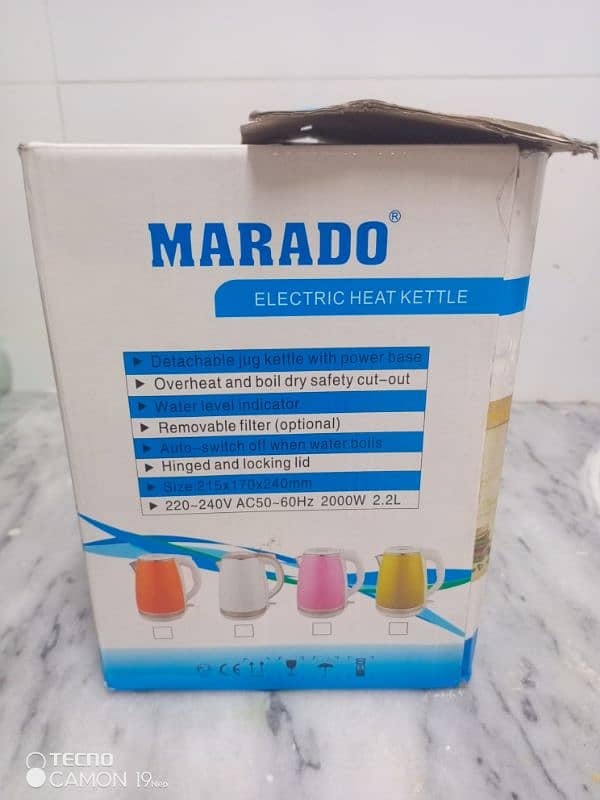 MARADO®
ELECTRIC HEAT KETTLE
▶ Detachable jug kettle with power base
▶ Overheat and boil dry safety cut-out
▶ Water level indicator
▶ Removable filter (optional)
▶ Auto-switch off when water boils
▶ Hinged and locking lid
▶ Size:215x170x240mm
▶ 220~240V AC50~60Hz 2000W 2.2L
CE
TECNO
CAMON 19Neo